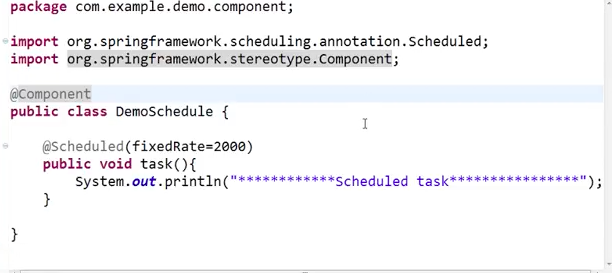 package com.example.demo.component;
import org.springframework.scheduling.annotation.Scheduled;
import org.springframework.stereotype.Component;
@Component
public class DemoSchedule {
@Scheduled(fixedRate=2000)
public void task(){
System.out.println("************Scheduled task****************");
}
}